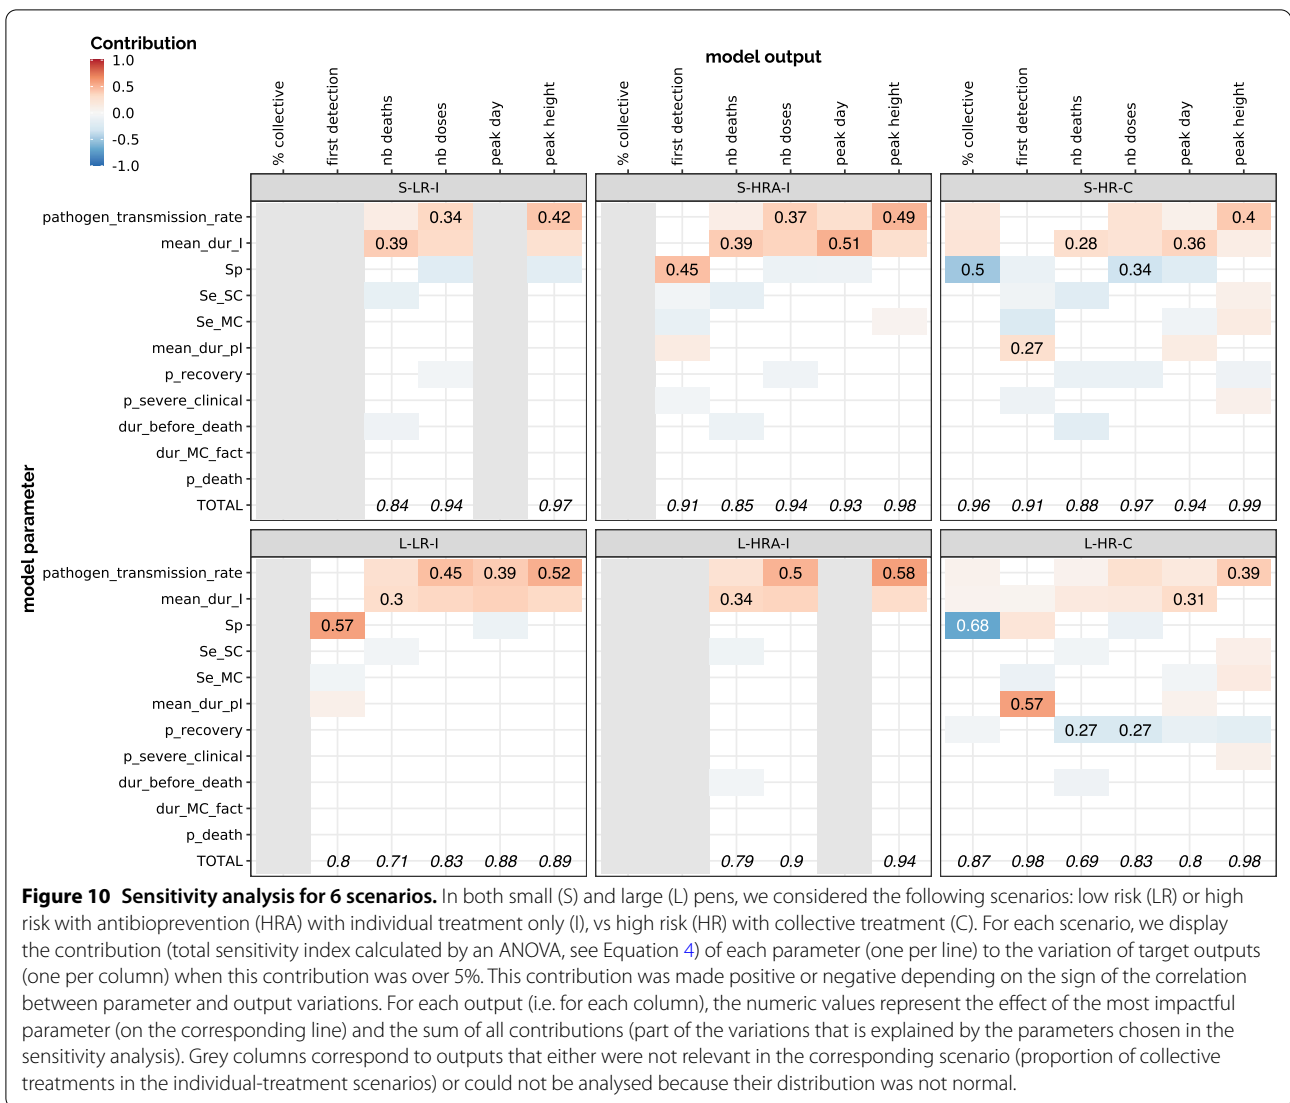 Contribution
1.0
0.5
0.0
-0.5
-1.0
model output
% collective
first detection
nb deaths
nb doses
peak day
peak height
% collective
first detection
nb deaths
nb doses
peak day
peak height
% collective
first detection
nb deaths
nb doses
peak day
peak height
S-LR-I S-HRA-I S-HR-C
model parameter
pathogen_transmission_rate 0.34 0.42 0.37 0.49 0.4
mean_dur_I 0.39 0.39 0.51 0.28 0.36
Sp 0.45 0.5 0.34
Se_SC
Se_MC
mean_dur_pI 0.27
p_recovery
p_severe_clinical
dur_before_death
dur_MC_fact
p_death
TOTAL 0.84 0.94 0.97 0.91 0.85 0.94 0.93 0.98 0.96 0.91 0.88 0.97 0.94 0.99
L-LR-I L-HRA-I L-HR-C
pathogen_transmission_rate 0.45 0.39 0.52 0.5 0.58 0.39
mean_dur_I 0.3 0.34 0.31
Sp 0.57 0.68
Se_SC
Se_MC
mean_dur_pI 0.57
p_recovery 0.27 0.27
p_severe_clinical
dur_before_death
dur_MC_fact
p_death
TOTAL 0.8 0.71 0.83 0.88 0.89 0.79 0.9 0.94 0.87 0.98 0.69 0.83 0.8 0.98
Figure 10 Sensitivity analysis for 6 scenarios. In both small (S) and large (L) pens, we considered the following scenarios: low risk (LR) or high
risk with antibioprevention (HRA) with individual treatment only (I), vs high risk (HR) with collective treatment (C). For each scenario, we display
the contribution (total sensitivity index calculated by an ANOVA, see Equation 4) of each parameter (one per line) to the variation of target outputs
(one per column) when this contribution was over 5%. This contribution was made positive or negative depending on the sign of the correlation
between parameter and output variations. For each output (i.e. for each column), the numeric values represent the effect of the most impactful
parameter (on the corresponding line) and the sum of all contributions (part of the variations that is explained by the parameters chosen in the
sensitivity analysis). Grey columns correspond to outputs that either were not relevant in the corresponding scenario (proportion of collective
treatments in the individual-treatment scenarios) or could not be analysed because their distribution was not normal.